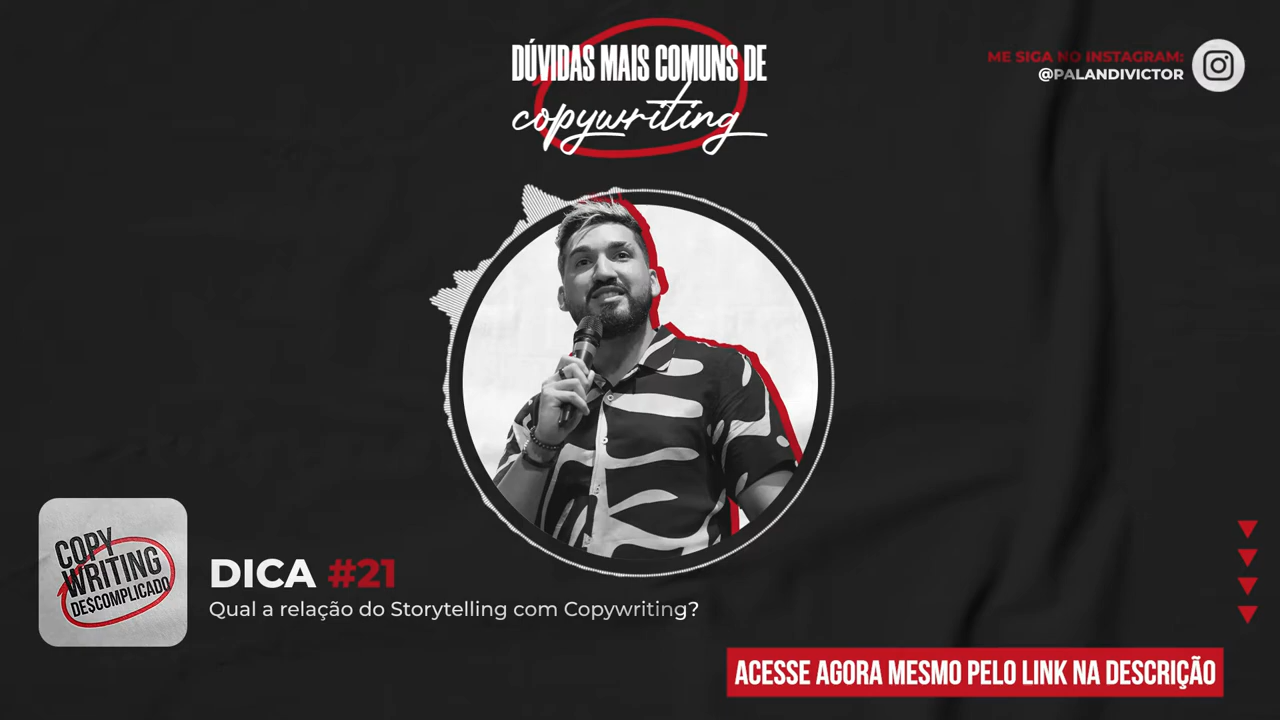 DÚVIDAS MAIS COMUNS DE
copywriting
ME SIGA NO INSTAGRAM:
@PALANDIVICTOR
COPY
WRITING
DESCOMPLICADO
DICA #21
Qual a relação do Storytelling com Copywriting?
ACESSE AGORA MESMO PELO LINK NA DESCRIÇÃO